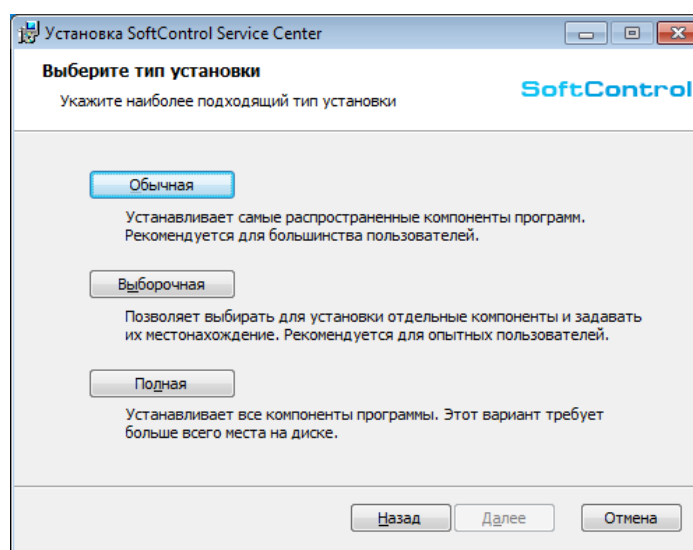 Установка SoftControl Service Center
Выберите тип установки
Укажите наиболее подходящий тип установки
SoftControl
Обычная
Устанавливает самые распространенные компоненты программ.
Рекомендуется для большинства пользователей.
Выборочная
Позволяет выбирать для установки отдельные компоненты и задавать
их местонахождение. Рекомендуется для опытных пользователей.
Полная
Устанавливает все компоненты программы. Этот вариант требует
больше всего места на диске.
Назад
Далее
Отмена